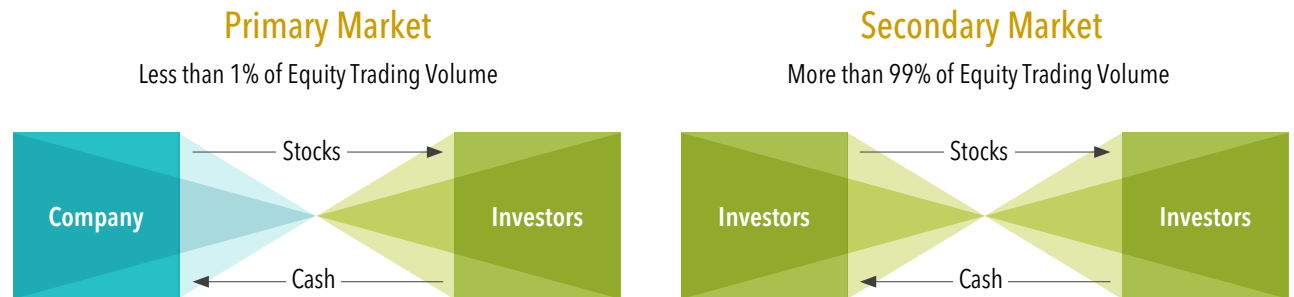 Primary Market
Less than 1% of Equity Trading Volume
Stocks
Company
Investors
Cash
Secondary Market
More than 99% of Equity Trading Volume
Stocks
Investors
Investors
Cash